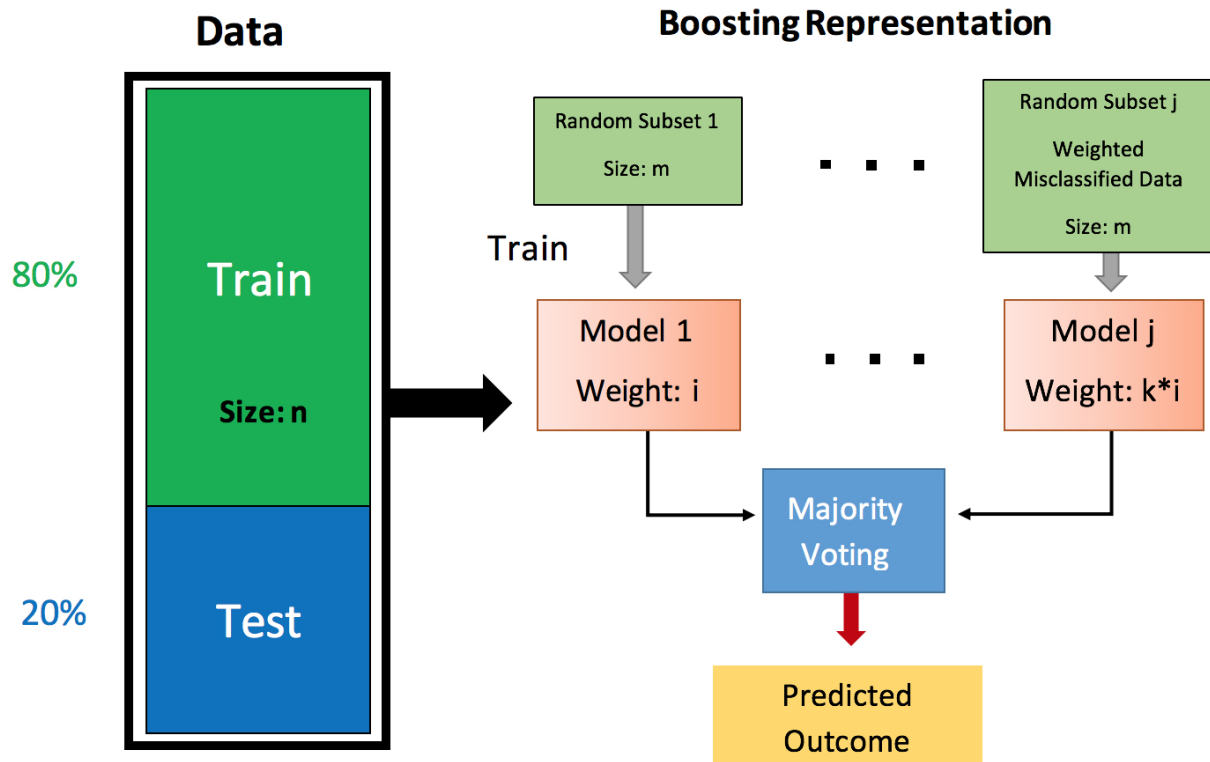 Data
80%
Train
Size: n
20%
Test
Boosting Representation
Random Subset 1
Size: m
Random Subset j
Weighted
Misclassified Data
Size: m
Train
Model 1
Weight: i
Model j
Weight: k*i
Majority
Voting
Predicted
Outcome